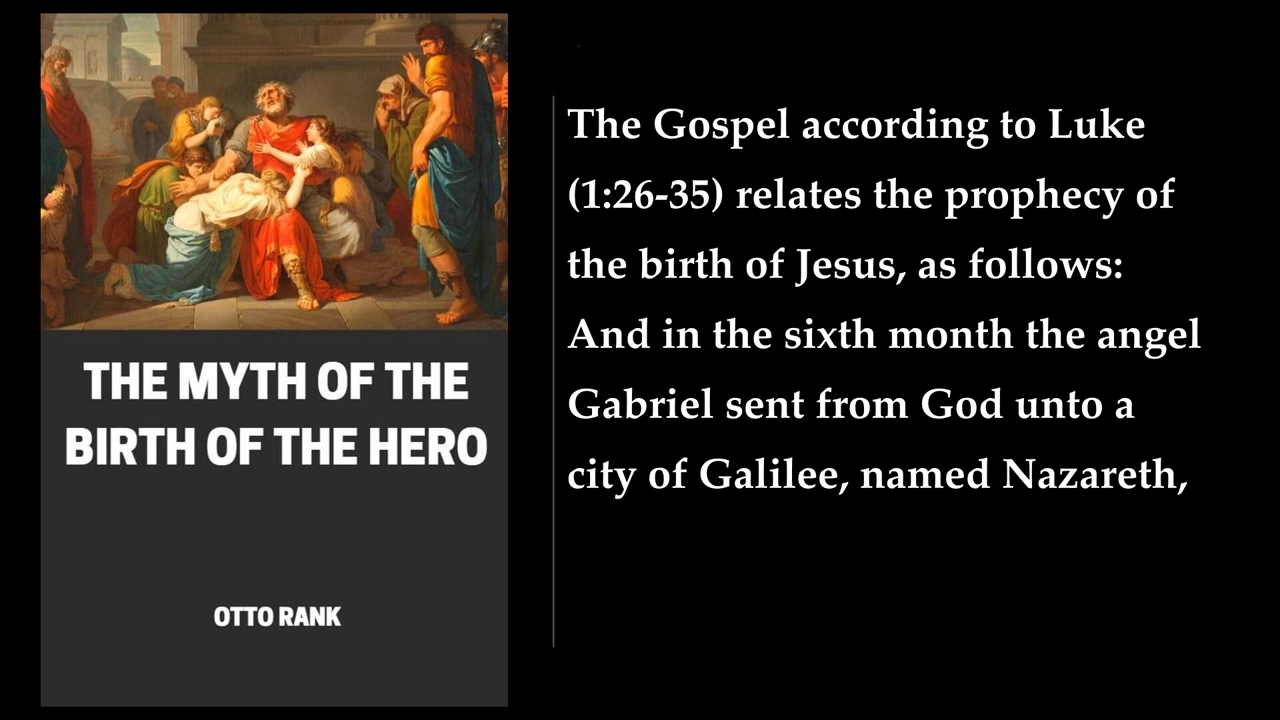 THE MYTH OF THE
BIRTH OF THE HERO
OTTO RANK
The Gospel according to Luke
(1:26-35) relates the prophecy of
the birth of Jesus, as follows:
And in the sixth month the angel
Gabriel sent from God unto a
city of Galilee, named Nazareth,